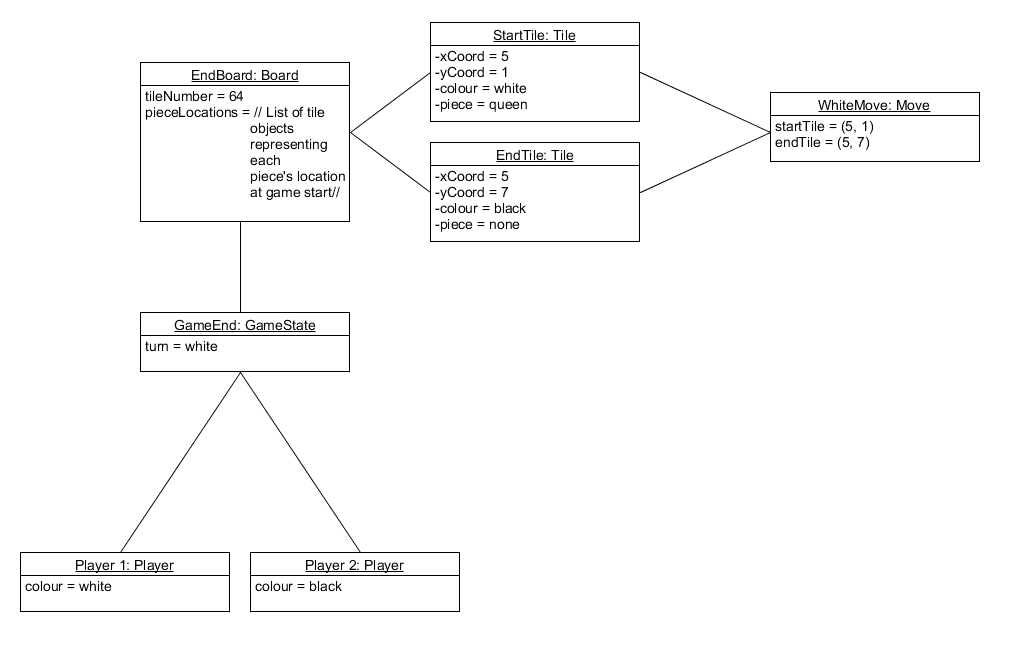 EndBoard: Board
tileNumber = 64
pieceLocations = // List of tile
objects
representing
each
piece's location
at game start//
StartTile: Tile
-xCoord = 5
-yCoord = 1
-colour = white
-piece = queen
EndTile: Tile
-xCoord = 5
-yCoord = 7
-colour = black
-piece = none
WhiteMove: Move
startTile = (5, 1)
endTile = (5, 7)
GameEnd: GameState
turn = white
Player 1: Player
colour = white
Player 2: Player
colour = black